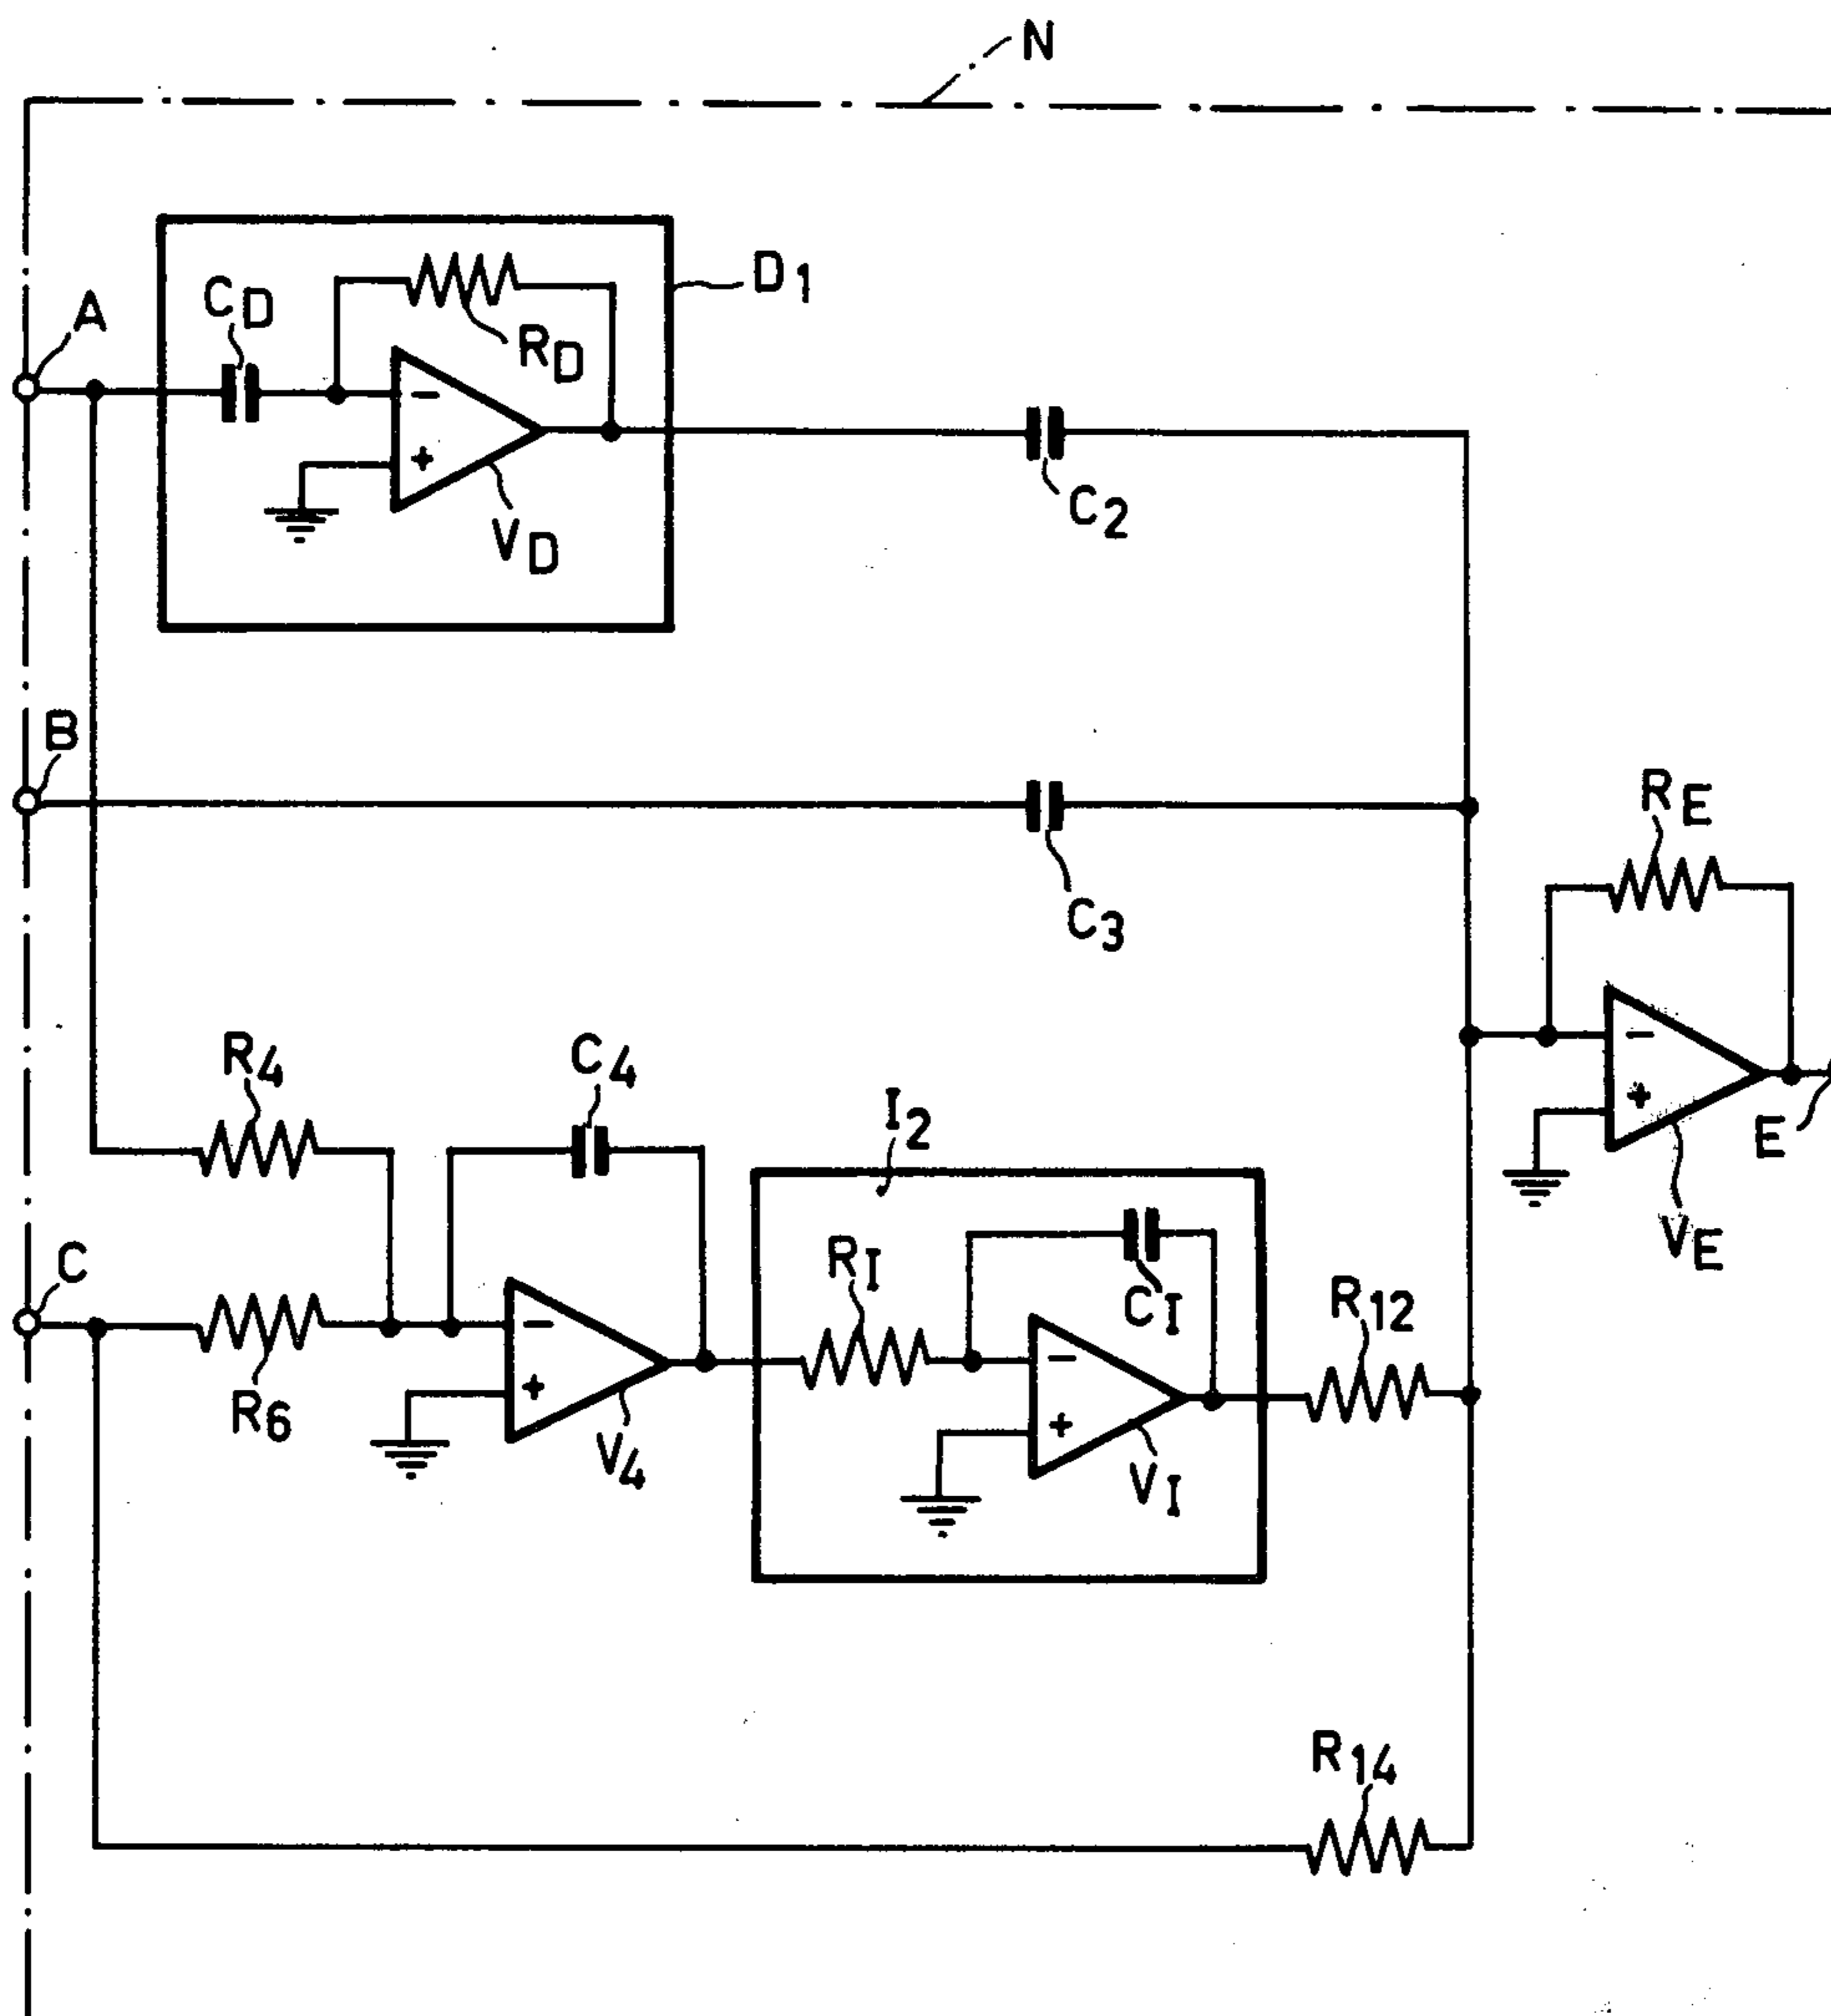 N
D1
A
CD
RD
-
+
VD
C2
B
C3
RE
R4
C4
I2
-
+
E
VE
C
RI
CI
R12
-
+
R6
V4
-
+
VI
R14